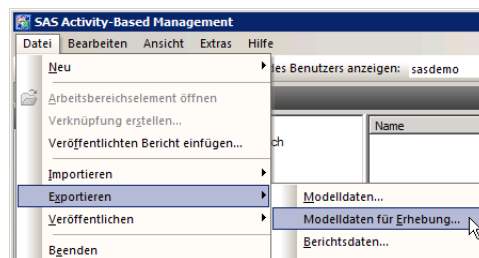 SAS Activity-Based Management
Datei Bearbeiten Ansicht Extras Hilfe
Neu
des Benutzers anzeigen: sasdemo
Arbeitsbereichselement öffnen
Verknüpfung erstellen...
Name
Veröffentlichten Bericht einfügen...
ch
Importieren
Exportieren
Modelldaten...
Veröffentlichen
Modelldaten für Erhebung...
Beenden
Berichtsdaten...